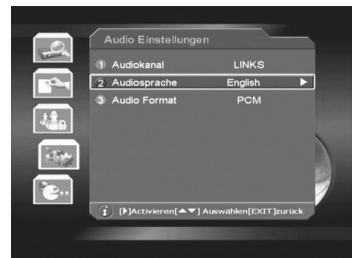 Audio Einstellungen
1 Audiokanal LINKS
2 Audiosprache English ▶
3 Audio Format PCM
i [▶]Activieren[▲▼] Auswählen[EXIT]zurück